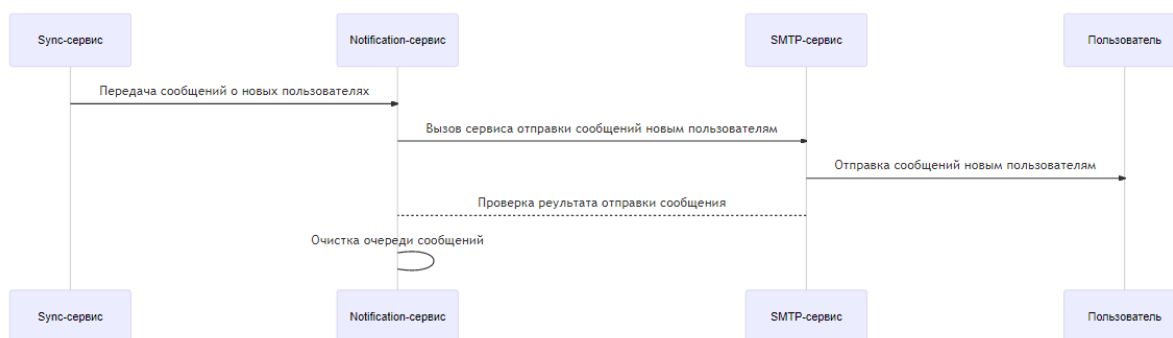 Sync-сервис
Notification-сервис
SMTP-сервис
Пользователь
Передача сообщений о новых пользователях
Вызов сервиса отправки сообщений новым пользователям
Отправка сообщений новым пользователям
Проверка реультата отправки сообщения
Очистка очереди сообщений
Sync-сервис
Notification-сервис
SMTP-сервис
Пользователь